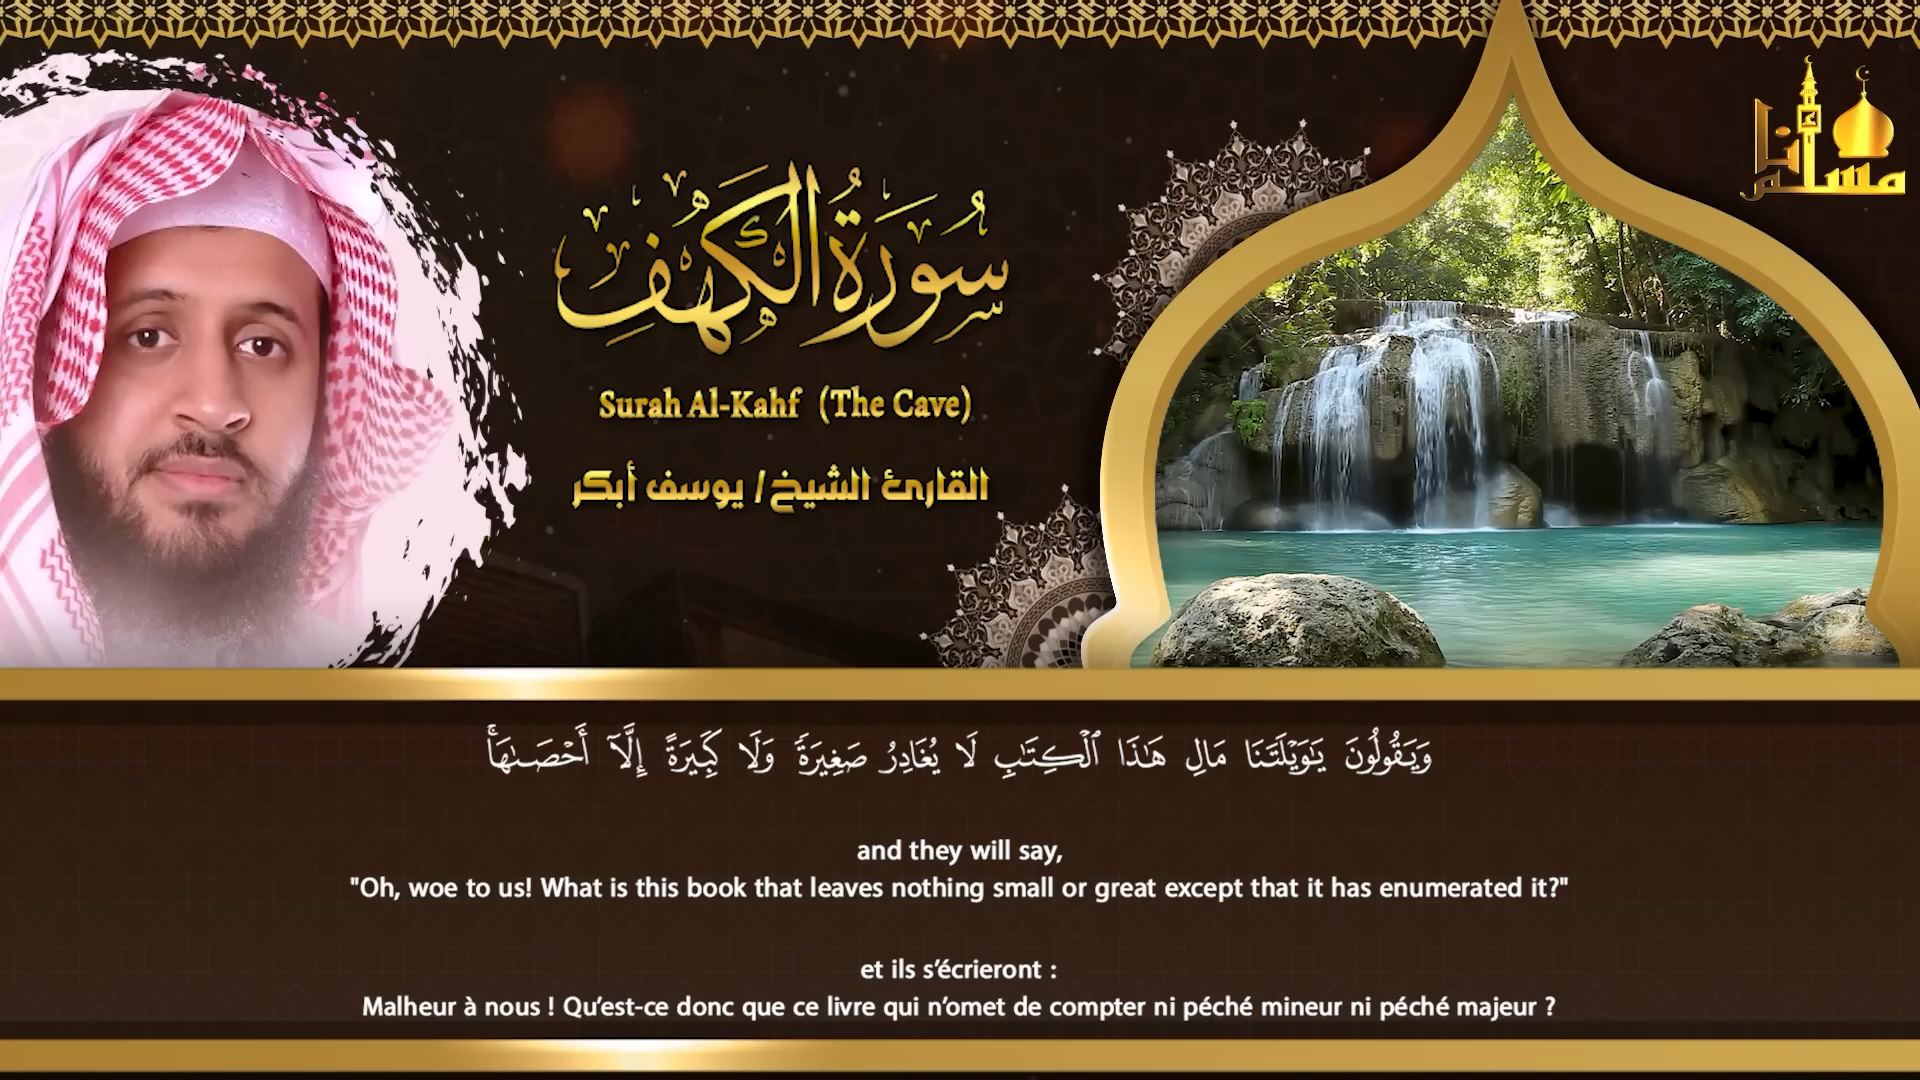 سُورَةُ الكَهْفِ
Surah Al-Kahf (The Cave)
القارئ الشيخ/ يوسف أبكر
أنا مسلم
وَيَقُولُونَ يَـٰوَيْلَتَنَا مَالِ هَـٰذَا ٱلْكِتَـٰبِ لَا يُغَادِرُ صَغِيرَةً وَلَا كَبِيرَةً إِلَّآ أَحْصَىٰهَا ۚ
and they will say,
"Oh, woe to us! What is this book that leaves nothing small or great except that it has enumerated it?"
et ils s’écrieront :
Malheur à nous ! Qu’est-ce donc que ce livre qui n’omet de compter ni péché mineur ni péché majeur ?